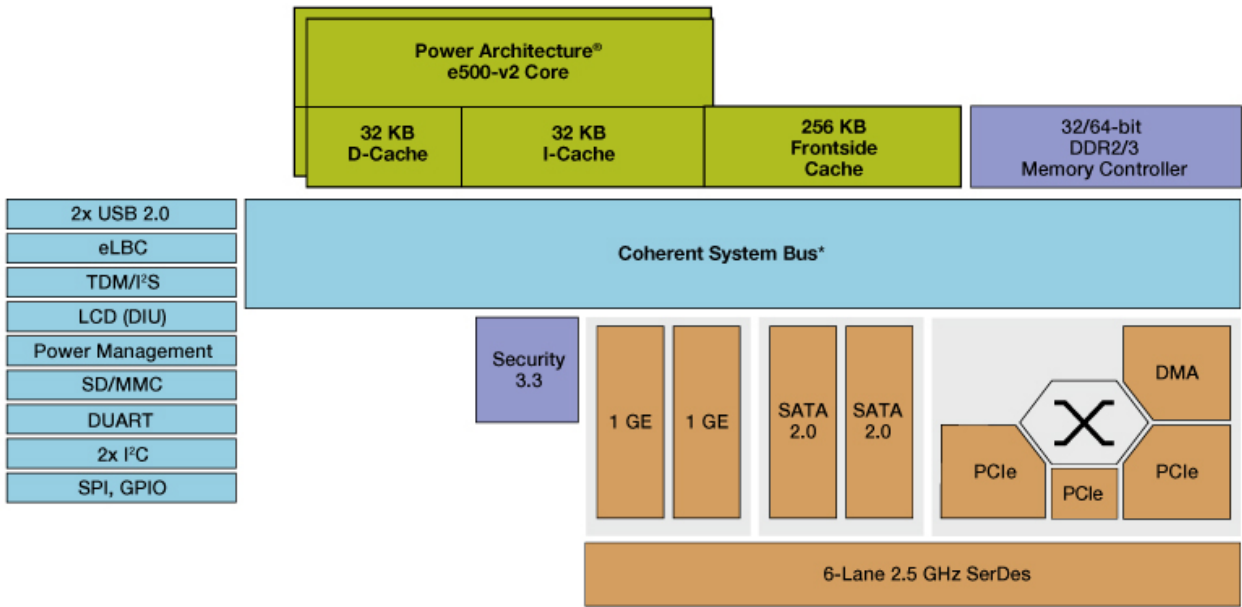 Power Architecture®
e500-v2 Core
32 KB
D-Cache
32 KB
I-Cache
256 KB
Frontside
Cache
32/64-bit
DDR2/3
Memory Controller
2x USB 2.0
eLBC
TDM/I²S
LCD (DIU)
Power Management
SD/MMC
DUART
2x I²C
SPI, GPIO
Coherent System Bus*
Security
3.3
1 GE
1 GE
SATA
2.0
SATA
2.0
DMA
PCIe
PCIe
PCIe
6-Lane 2.5 GHz SerDes